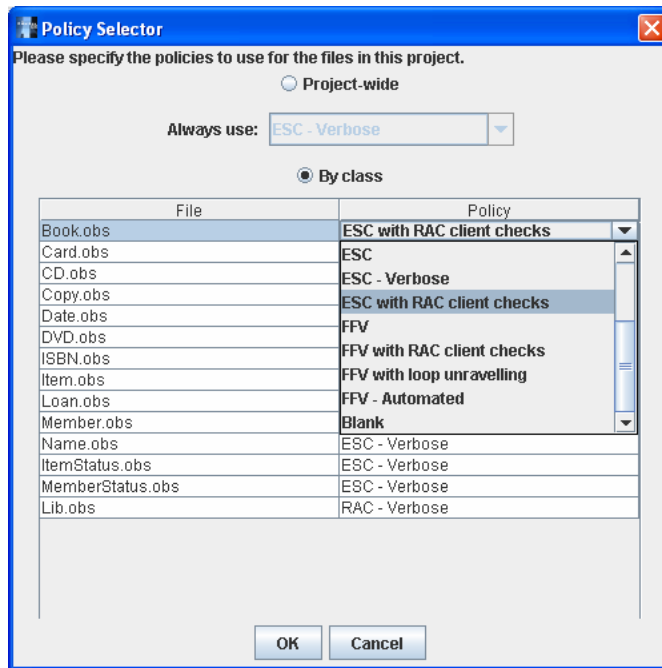 Policy Selector
Please specify the policies to use for the files in this project.
Project-wide
Always use: ESC - Verbose
By class
File Policy
Book.obs ESC with RAC client checks
Card.obs ESC
CD.obs ESC - Verbose
Copy.obs ESC with RAC client checks
Date.obs FFV
DVD.obs FFV with RAC client checks
ISBN.obs FFV with loop unravelling
Item.obs FFV - Automated
Loan.obs Blank
Member.obs
Name.obs ESC - Verbose
ItemStatus.obs ESC - Verbose
MemberStatus.obs ESC - Verbose
Lib.obs RAC - Verbose
OK Cancel